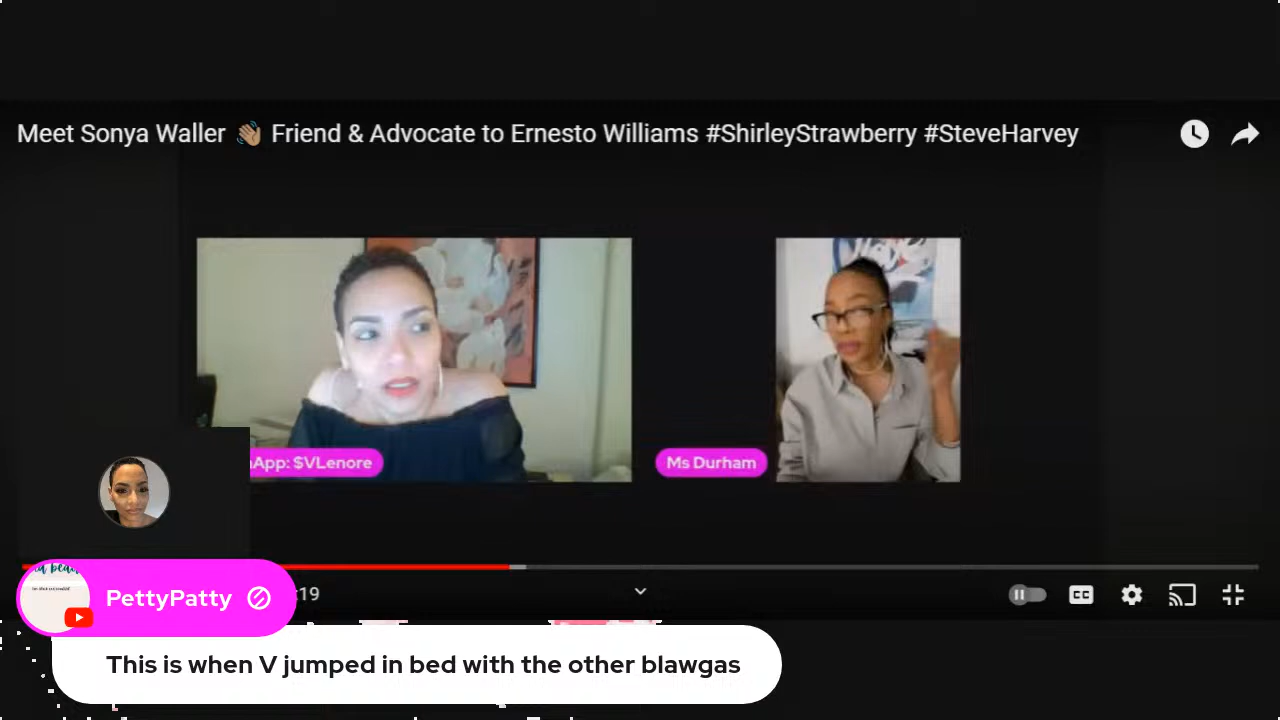 Meet Sonya Waller 👋🏽 Friend & Advocate to Ernesto Williams #ShirleyStrawberry #SteveHarvey
App: $VLenore
Ms Durham
PettyPatty
:19
CC
This is when V jumped in bed with the other blawgas